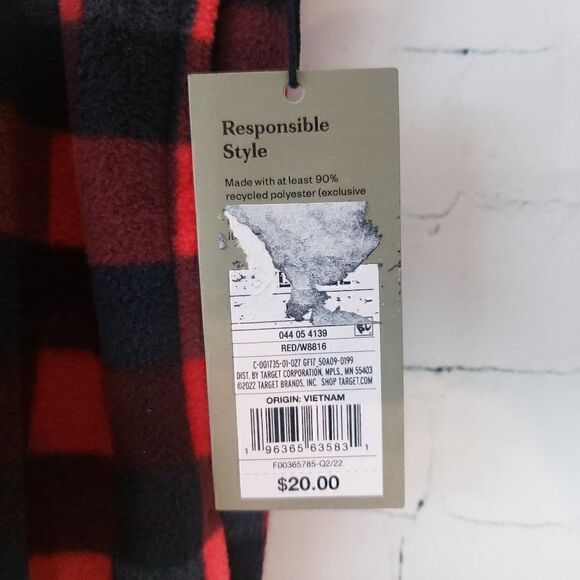 Responsible
Style
Made with at least 90%
recycled polyester (exclusive
044 05 4139
RED/W8816
C-001735-01-027 GF17_50A09-0199
DIST. BY TARGET CORPORATION, MPLS., MN 55403
©2022 TARGET BRANDS, INC. SHOP TARGET.COM
ORIGIN: VIETNAM
1 96365 63583 1
F00365785-Q2/22
$20.00